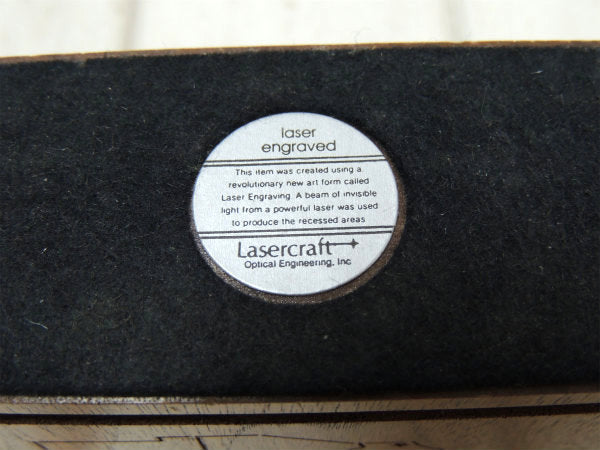 laser
engraved
This item was created using a
revolutionary new art form called
Laser Engraving. A beam of invisible
light from a powerful laser was used
to produce the recessed areas
Lasercraft
Optical Engineering, Inc